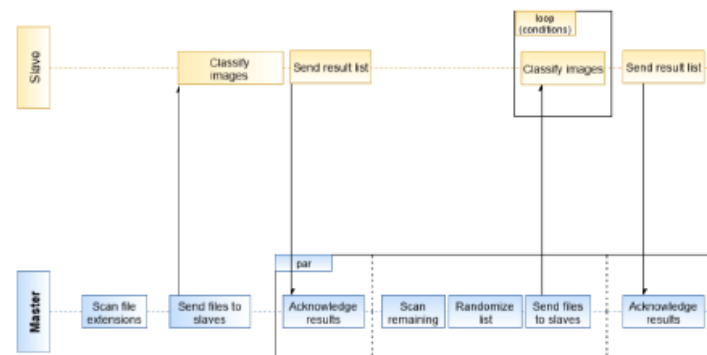 loop
(conditions)
Slave
Classify
images
Send result list
Classify images
Send result list
par
Master
Scan file
extensions
Send files to
slaves
Acknowledge
results
Scan
remaining
Randomize
list
Send files
to slaves
Acknowledge
results